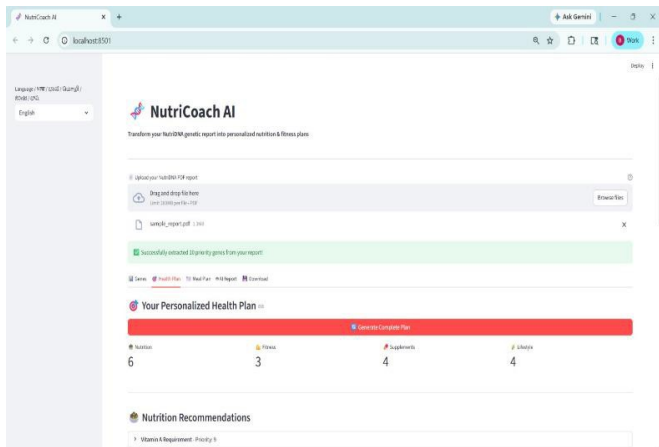 NutriCoach AI
Ask Gemini
localhost:8501
Work
Deploy
Language /
English
NutriCoach AI
Transform your NutriDNA genetic report into personalized nutrition & fitness plans
Upload your NutriDNA PDF report
Drag and drop file here
Limit 200MB per file • PDF
Browse files
sample_report.pdf
Successfully extracted 10 priority genes from your report!
Genes Health Plan Meal Plan Report Download
Your Personalized Health Plan
Generate Complete Plan
Nutrition Fitness Supplements Lifestyle
6 3 4 4
Nutrition Recommendations
Vitamin A Requirement - Priority: